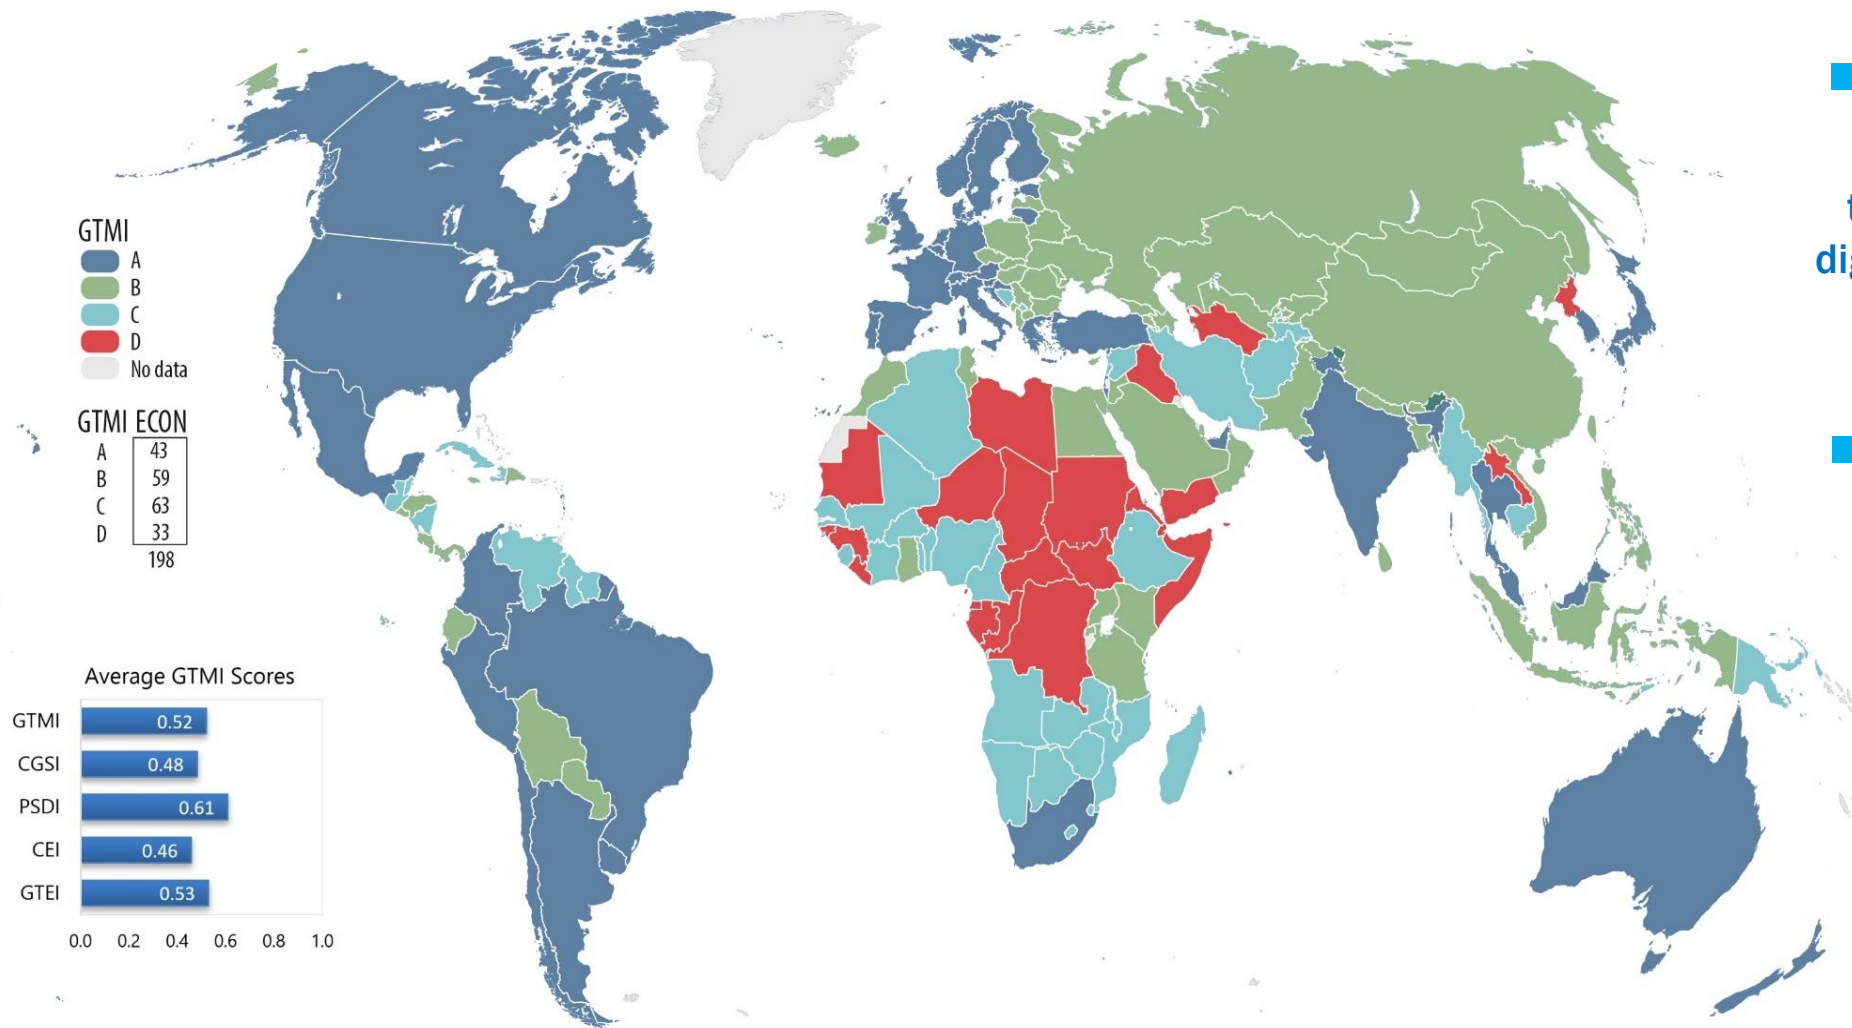 GTMI
A
B
C
D
No data
GTMI ECON
A 43
B 59
C 63
D 33
198
Average GTMI Scores
GTMI 0.52
CGSI 0.48
PSDI 0.61
CEI 0.46
GTEI 0.53
0.0 0.2 0.4 0.6 0.8 1.0
t
dig